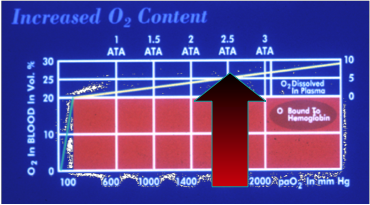 Increased O₂ Content
1 1.5 2 2.5 3
ATA ATA ATA ATA ATA
O₂ in BLOOD In Vol. %
30
25
20
10
0
10
5
0
O₂ Dissolved
In Plasma
O Bound To
Hemoglobin
100 600 1000 1400 2000 paO₂ in mm Hg